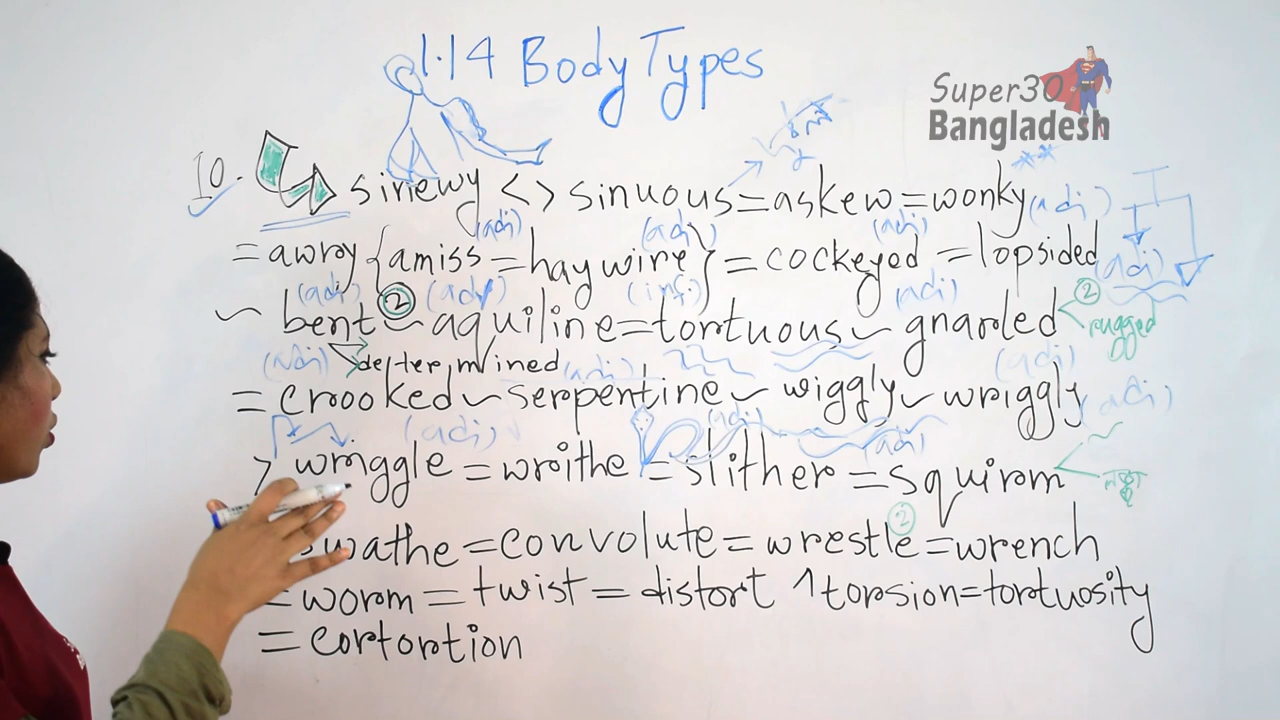 1.14 Body Types
Super30
Bangladesh
10. sinewy <> sinuous = askew = wonky (adj)
(adj) (adj) (adj)
= awry {amiss = haywire} = cockeyed = lopsided (adj)
(adj) 2 (adv) (inf) (adj) 2
~ bent ~ aquiline = tortuous ~ gnarled rugged
(adj) determined (adj) (adj)
= crooked ~ serpentine ~ wiggly ~ wriggly (adj)
(adj) (adj) (adj)
> wriggle = writhe = slither = squirm
2
swathe = convolute = wrestle = wrench
= worm = twist = distort ^ torsion = tortuosity
= cortortion